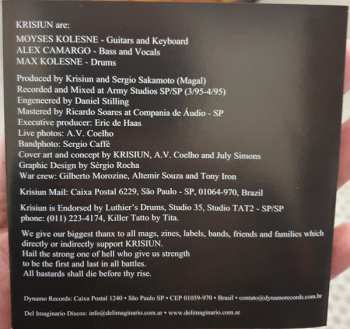 KRISIUN are:
MOYSES KOLESNE - Guitars and Keyboard
ALEX CAMARGO - Bass and Vocals
MAX KOLESNE - Drums
Produced by Krisiun and Sergio Sakamoto (Magal)
Recorded and Mixed at Army Studios SP/SP (3/95-4/95)
Engeneered by Daniel Stilling
Mastered by Ricardo Soares at Compania de Áudio - SP
Executive producer: Eric de Haas
Live photos: A.V. Coelho
Bandphoto: Sergio Caffé
Cover art and concept by KRISIUN, A.V. Coelho and July Simons
Graphic Design by Sérgio Rocha
War crew: Gilberto Morozine, Altemir Souza and Tony Iron
Krisiun Mail: Caixa Postal 6229, São Paulo - SP, 01064-970, Brazil
Krisiun is Endorsed by Luthier's Drums, Studio 35, Studio TAT2 - SP/SP
phone: (011) 223-4174, Killer Tatto by Tita.
We give our biggest thanx to all mags, zines, labels, bands, friends and families which
directly or indirectly support KRISIUN.
Hail the strong one of hell who give us strength
to be the first and last in all battles.
All bastards shall die before thy rise.
Dynamo Records: Caixa Postal 1240 • São Paulo SP • CEP 01059-970 • Brasil • contato@dynamorecords.com.br
Del Imaginario Discos: info@delimaginario.com.ar • www.delimaginario.com.ar